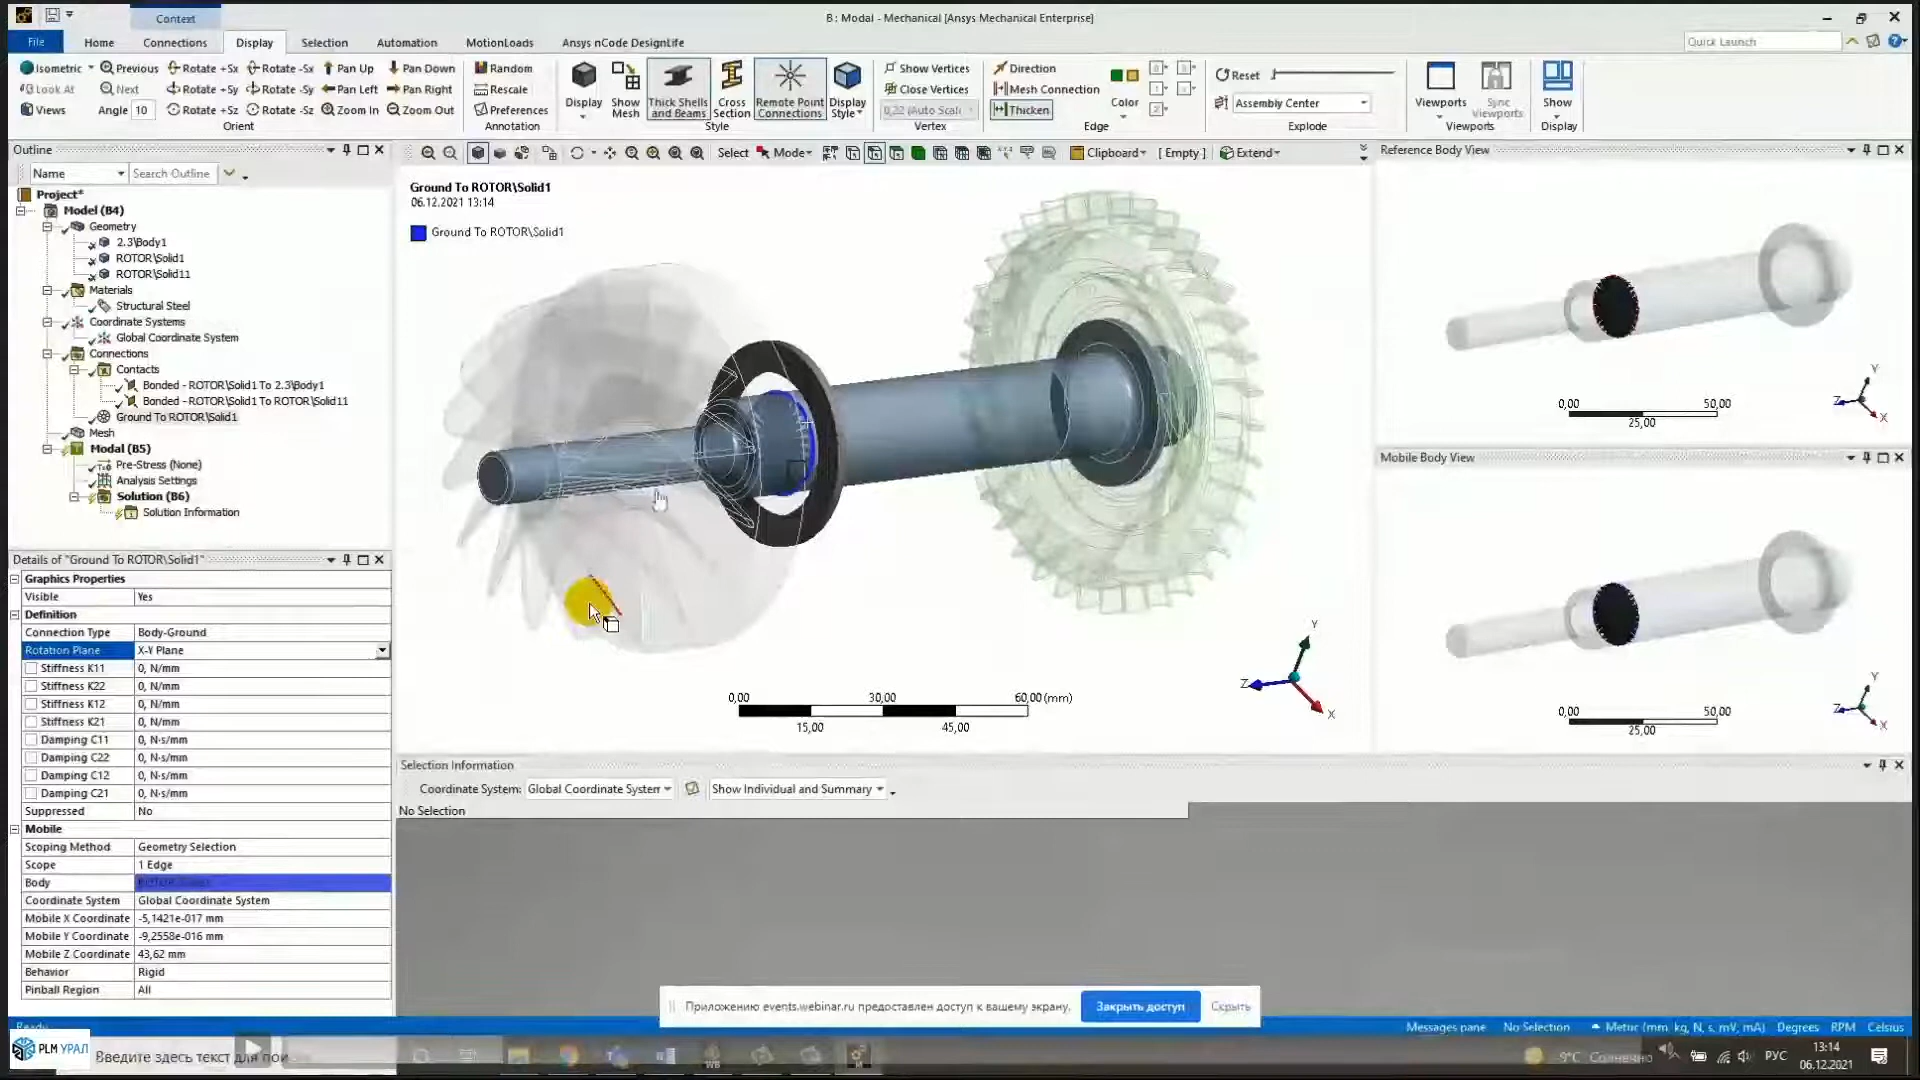 Context
B : Modal - Mechanical [Ansys Mechanical Enterprise]
File Home Connections Display Selection Automation MotionLoads Ansys nCode DesignLife
Quick Launch
Isometric Previous Rotate +Sx Rotate -Sx Pan Up Pan Down
Look At Next Rotate +Sy Rotate -Sy Pan Left Pan Right
Views Angle 10 Rotate +Sz Rotate -Sz Zoom In Zoom Out
Orient
Random
Rescale
Preferences
Annotation
Display
Show Mesh
Thick Shells and Beams
Cross Section
Remote Point Connections
Display Style
Style
Show Vertices
Close Vertices
0,22 (Auto Scale
Vertex
Direction
Mesh Connection
Thicken
Color
Edge
Reset
Assembly Center
Explode
Viewports
Sync Viewports
Viewports
Show
Display
Outline
Name Search Outline
Project*
Model (B4)
Geometry
2.3\Body1
ROTOR\Solid1
ROTOR\Solid11
Materials
Structural Steel
Coordinate Systems
Global Coordinate System
Connections
Contacts
Bonded - ROTOR\Solid1 To 2.3\Body1
Bonded - ROTOR\Solid1 To ROTOR\Solid11
Ground To ROTOR\Solid1
Mesh
Modal (B5)
Pre-Stress (None)
Analysis Settings
Solution (B6)
Solution Information
Select Mode Clipboard [ Empty ] Extend
Ground To ROTOR\Solid1
06.12.2021 13:14
Ground To ROTOR\Solid1
0,00 30,00 60,00 (mm)
15,00 45,00
Y
Z
X
Reference Body View
0,00 50,00
25,00
Y
Z
X
Mobile Body View
0,00 50,00
25,00
Y
Z
X
Details of "Ground To ROTOR\Solid1"
Graphics Properties
Visible Yes
Definition
Connection Type Body-Ground
Rotation Plane X-Y Plane
Stiffness K11 0, N/mm
Stiffness K22 0, N/mm
Stiffness K12 0, N/mm
Stiffness K21 0, N/mm
Damping C11 0, N·s/mm
Damping C22 0, N·s/mm
Damping C12 0, N·s/mm
Damping C21 0, N·s/mm
Suppressed No
Mobile
Scoping Method Geometry Selection
Scope 1 Edge
Body
Coordinate System Global Coordinate System
Mobile X Coordinate -5,1421e-017 mm
Mobile Y Coordinate -9,2558e-016 mm
Mobile Z Coordinate 43,62 mm
Behavior Rigid
Pinball Region All
Selection Information
Coordinate System: Global Coordinate System Show Individual and Summary
No Selection
Приложению events.webinar.ru предоставлен доступ к вашему экрану. Закрыть доступ Скрыть
Ready
Messages pane No Selection Metric (mm, kg, N, s, mV, mA) Degrees RPM Celsius
PLM УРАЛ
Введите здесь текст для пои
-9°C Солнечно РУС 13:14
06.12.2021